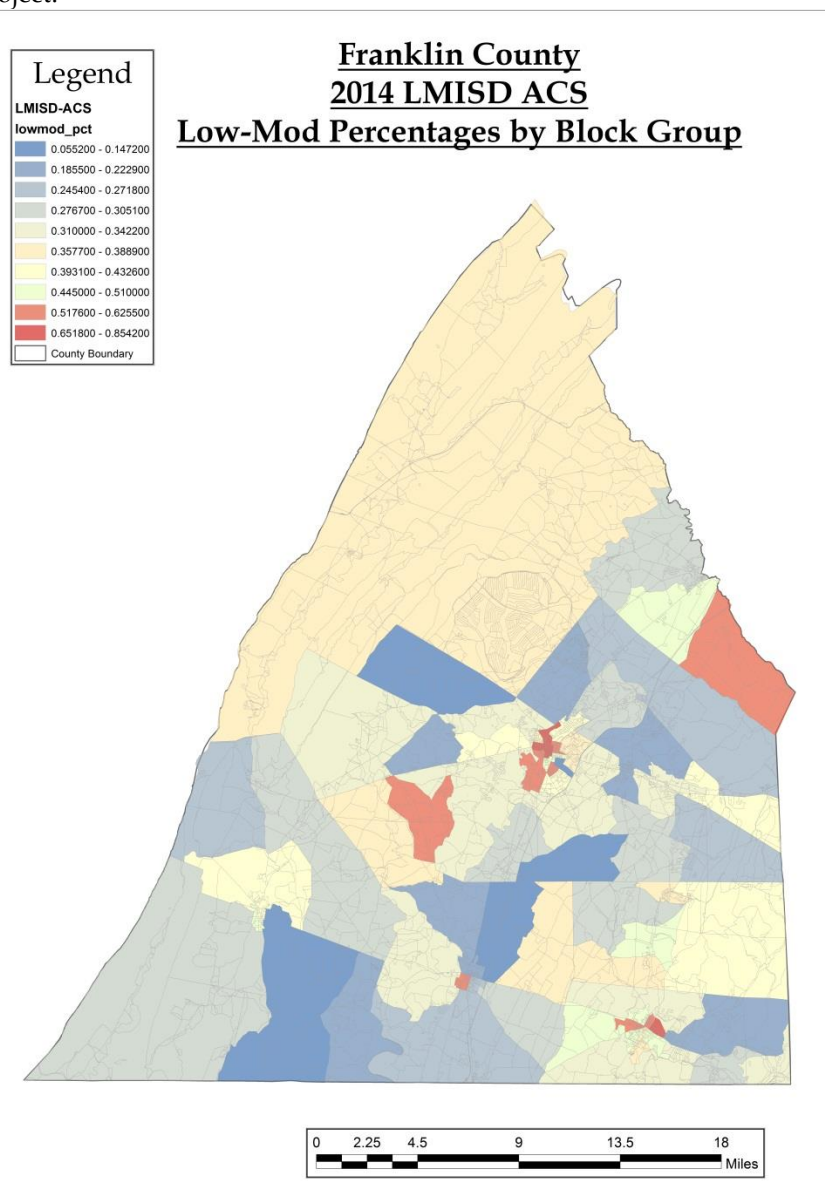 oject.
Franklin County
2014 LMISD ACS
Low-Mod Percentages by Block Group
Legend
LMISD-ACS
lowmod_pct
0.055200 - 0.147200
0.185500 - 0.222900
0.245400 - 0.271800
0.276700 - 0.305100
0.310000 - 0.342200
0.357700 - 0.388900
0.393100 - 0.432600
0.445000 - 0.510000
0.517600 - 0.625500
0.651800 - 0.854200
County Boundary
0 2.25 4.5 9 13.5 18
Miles